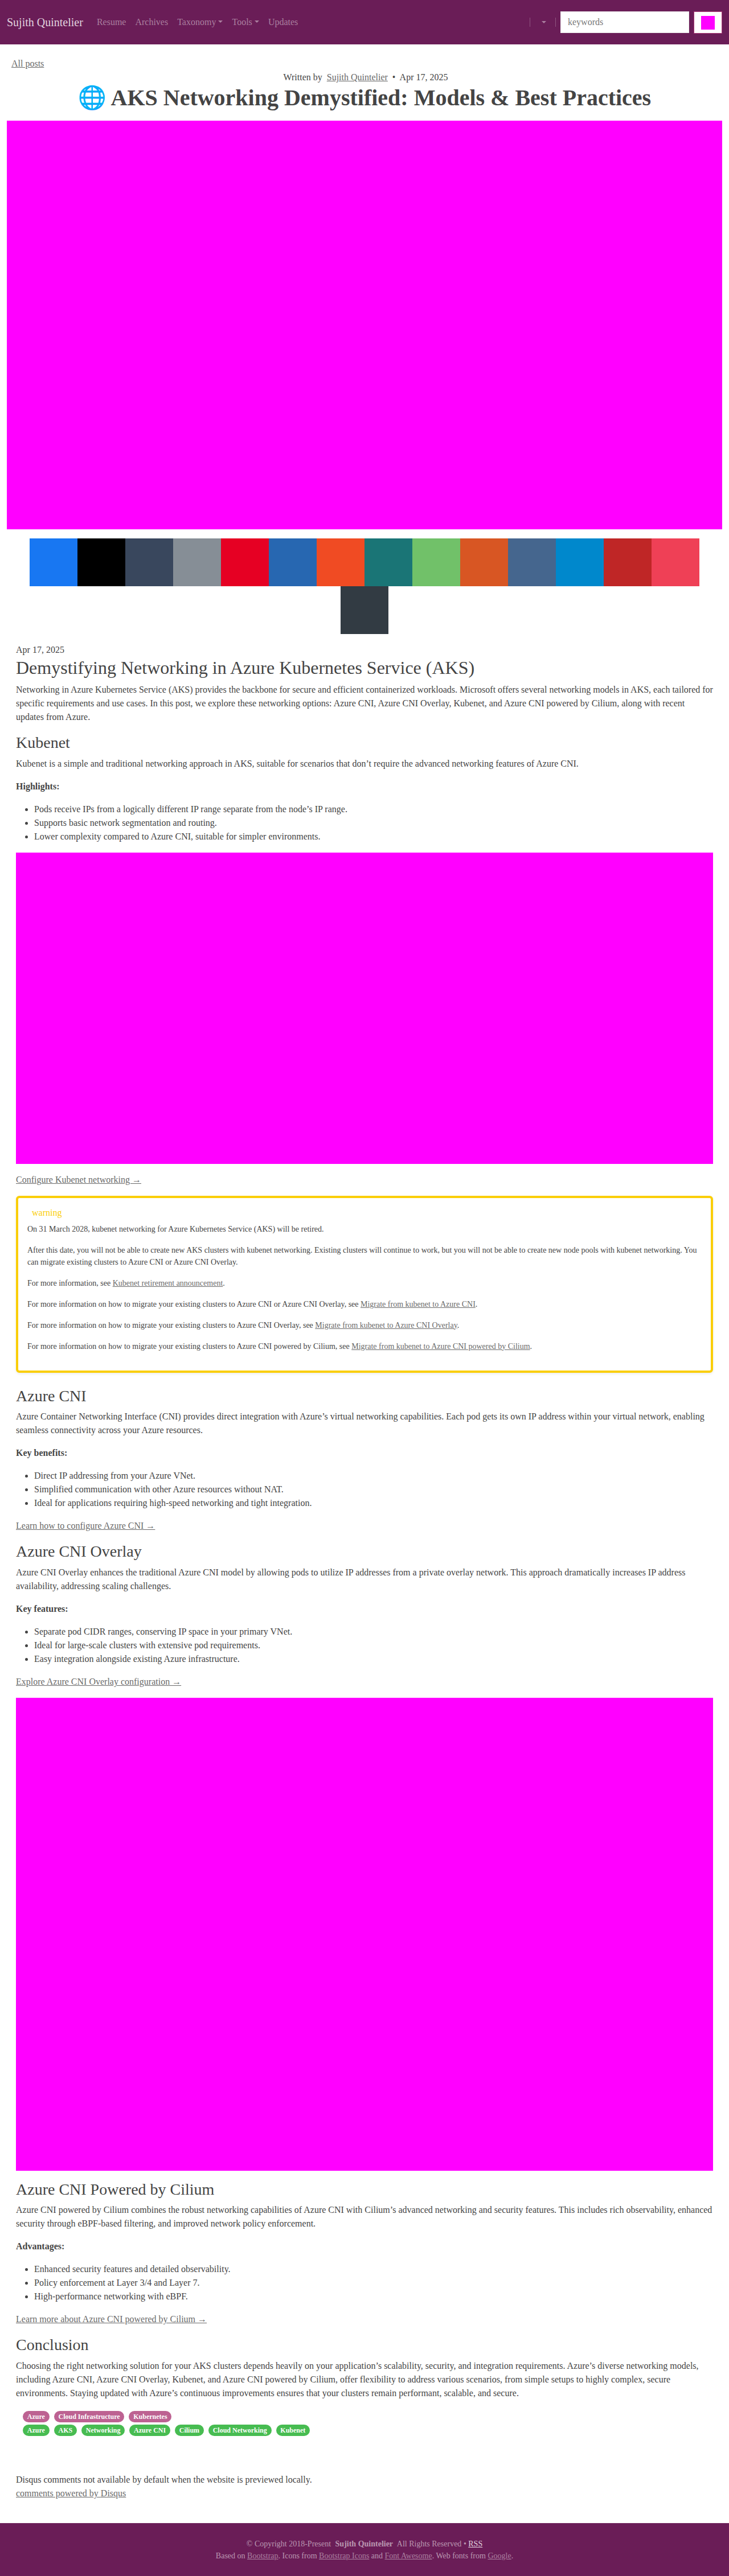 Sujith Quintelier Resume Archives Taxonomy Tools Updates keywords
All posts
Written by Sujith Quintelier • Apr 17, 2025
🌐 AKS Networking Demystified: Models & Best Practices
Apr 17, 2025
Demystifying Networking in Azure Kubernetes Service (AKS)
Networking in Azure Kubernetes Service (AKS) provides the backbone for secure and efficient containerized workloads. Microsoft offers several networking models in AKS, each tailored for
specific requirements and use cases. In this post, we explore these networking options: Azure CNI, Azure CNI Overlay, Kubenet, and Azure CNI powered by Cilium, along with recent
updates from Azure.
Kubenet
Kubenet is a simple and traditional networking approach in AKS, suitable for scenarios that don’t require the advanced networking features of Azure CNI.
Highlights:
• Pods receive IPs from a logically different IP range separate from the node’s IP range.
• Supports basic network segmentation and routing.
• Lower complexity compared to Azure CNI, suitable for simpler environments.
Configure Kubenet networking →
warning
On 31 March 2028, kubenet networking for Azure Kubernetes Service (AKS) will be retired.
After this date, you will not be able to create new AKS clusters with kubenet networking. Existing clusters will continue to work, but you will not be able to create new node pools with kubenet networking. You
can migrate existing clusters to Azure CNI or Azure CNI Overlay.
For more information, see Kubenet retirement announcement.
For more information on how to migrate your existing clusters to Azure CNI or Azure CNI Overlay, see Migrate from kubenet to Azure CNI.
For more information on how to migrate your existing clusters to Azure CNI Overlay, see Migrate from kubenet to Azure CNI Overlay.
For more information on how to migrate your existing clusters to Azure CNI powered by Cilium, see Migrate from kubenet to Azure CNI powered by Cilium.
Azure CNI
Azure Container Networking Interface (CNI) provides direct integration with Azure’s virtual networking capabilities. Each pod gets its own IP address within your virtual network, enabling
seamless connectivity across your Azure resources.
Key benefits:
• Direct IP addressing from your Azure VNet.
• Simplified communication with other Azure resources without NAT.
• Ideal for applications requiring high-speed networking and tight integration.
Learn how to configure Azure CNI →
Azure CNI Overlay
Azure CNI Overlay enhances the traditional Azure CNI model by allowing pods to utilize IP addresses from a private overlay network. This approach dramatically increases IP address
availability, addressing scaling challenges.
Key features:
• Separate pod CIDR ranges, conserving IP space in your primary VNet.
• Ideal for large-scale clusters with extensive pod requirements.
• Easy integration alongside existing Azure infrastructure.
Explore Azure CNI Overlay configuration →
Azure CNI Powered by Cilium
Azure CNI powered by Cilium combines the robust networking capabilities of Azure CNI with Cilium’s advanced networking and security features. This includes rich observability, enhanced
security through eBPF-based filtering, and improved network policy enforcement.
Advantages:
• Enhanced security features and detailed observability.
• Policy enforcement at Layer 3/4 and Layer 7.
• High-performance networking with eBPF.
Learn more about Azure CNI powered by Cilium →
Conclusion
Choosing the right networking solution for your AKS clusters depends heavily on your application’s scalability, security, and integration requirements. Azure’s diverse networking models,
including Azure CNI, Azure CNI Overlay, Kubenet, and Azure CNI powered by Cilium, offer flexibility to address various scenarios, from simple setups to highly complex, secure
environments. Staying updated with Azure’s continuous improvements ensures that your clusters remain performant, scalable, and secure.
Azure Cloud Infrastructure Kubernetes
Azure AKS Networking Azure CNI Cilium Cloud Networking Kubenet
Disqus comments not available by default when the website is previewed locally.
comments powered by Disqus
© Copyright 2018-Present Sujith Quintelier All Rights Reserved • RSS
Based on Bootstrap. Icons from Bootstrap Icons and Font Awesome. Web fonts from Google.